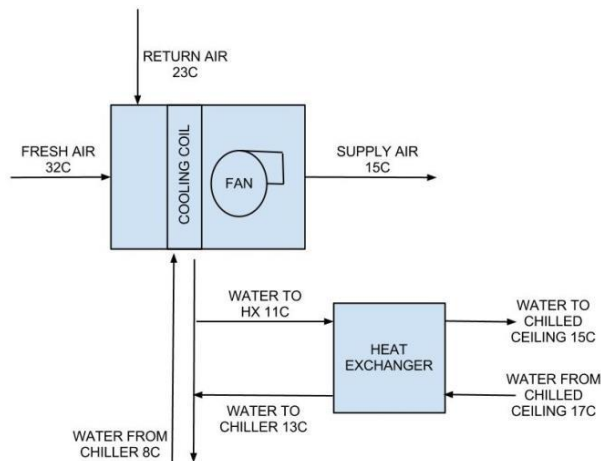 RETURN AIR
23C
FRESH AIR
32C
COOLING COIL
FAN
SUPPLY AIR
15C
WATER TO
HX 11C
HEAT
EXCHANGER
WATER TO
CHILLED
CEILING 15C
WATER FROM
CHILLED
CEILING 17C
WATER TO
CHILLER 13C
WATER FROM
CHILLER 8C